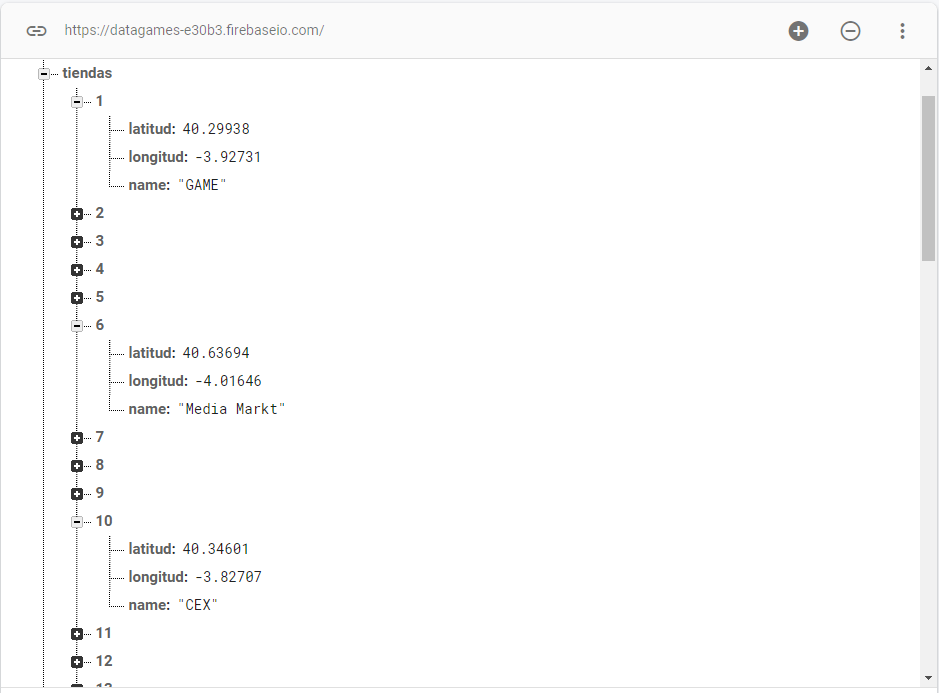 https://datagames-e30b3.firebaseio.com/
tiendas
1
latitud: 40.29938
longitud: -3.92731
name: "GAME"
2
3
4
5
6
latitud: 40.63694
longitud: -4.01646
name: "Media Markt"
7
8
9
10
latitud: 40.34601
longitud: -3.82707
name: "CEX"
11
12